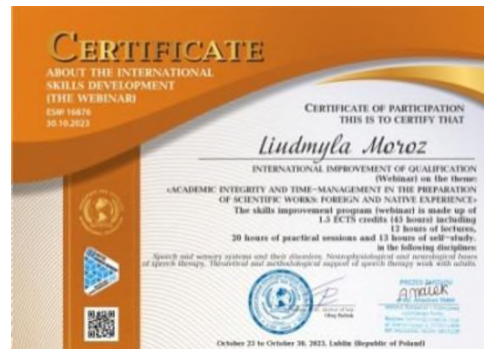 CERTIFICATE
ABOUT THE INTERNATIONAL
SKILLS DEVELOPMENT
(THE WEBINAR)
ES№ 16876
30.10.2023
CERTIFICATE OF PARTICIPATION
THIS IS TO CERTIFY THAT
Liudmyla Moroz
INTERNATIONAL IMPROVEMENT OF QUALIFICATION
(Webinar) on the theme:
«ACADEMIC INTEGRITY AND TIME-MANAGEMENT IN THE PREPARATION
OF SCIENTIFIC WORKS: FOREIGN AND NATIVE EXPERIENCE»
The skills improvement program (webinar) is made up of
1.5 ECTS credits (45 hours) including
12 hours of lectures,
20 hours of practical sessions and 13 hours of self-study.
in the following disciplines:
Speech and sensory systems and their disorders. Neurophysiological and neurological bases
of speech therapy. Theoretical and methodological support of speech therapy work with adults.
PREZES
October 23 to October 30, 2023, Lublin (Republic of Poland)